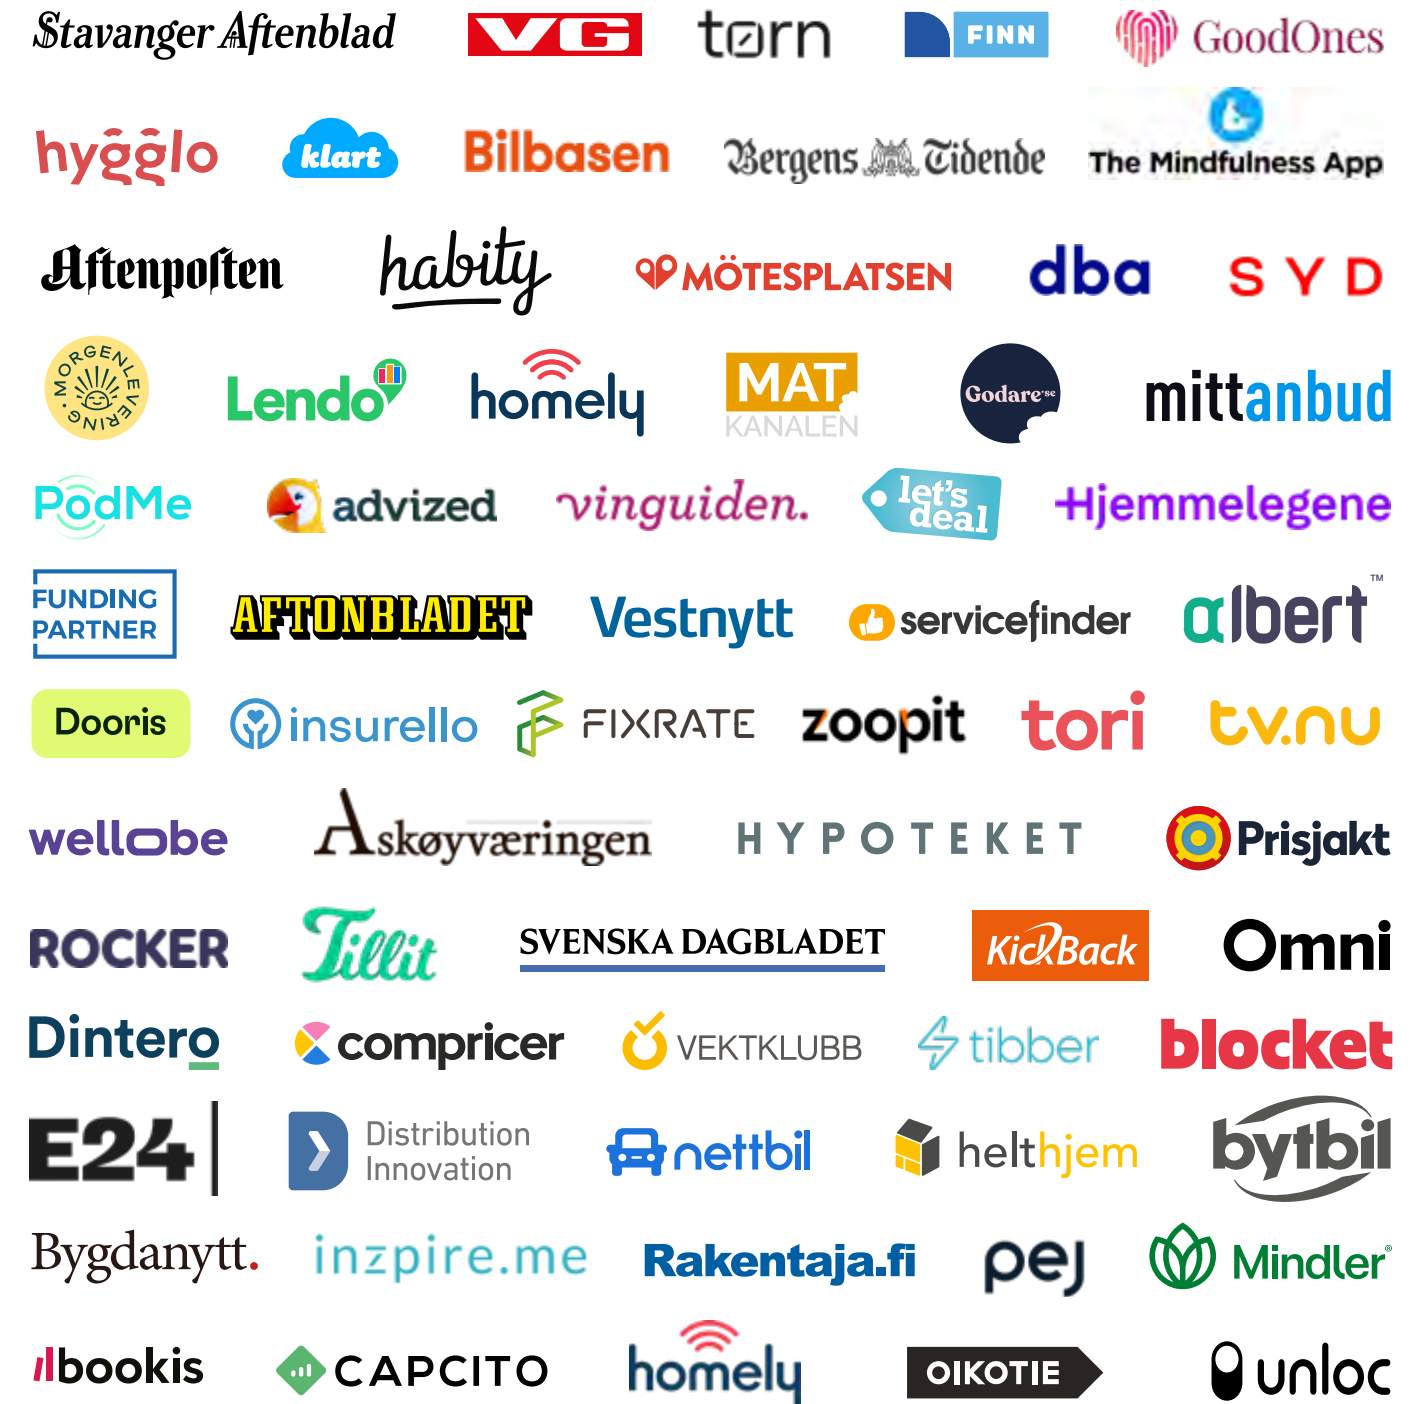 Stavanger Aftenblad
VG
tørn
FINN
GoodOnes
hygglo
klart
Bilbasen
Bergens Tidende
The Mindfulness App
Aftenposten
habity
MÖTESPLATSEN
dba
SYD
MORGENLEVERING
Lendo
homely
MAT
KANALEN
Godare.se
mittanbud
PodMe
advized
vinguiden.
let's
deal
Hjemmelegene
FUNDING
PARTNER
AFTONBLADET
Vestnytt
servicefinder
albert™
Dooris
insurello
FIXRATE
zoopit
tori
tv.nu
wellobe
Askøyværingen
HYPOTEKET
Prisjakt
ROCKER
Tillit
SVENSKA DAGBLADET
KickBack
Omni
Dintero
compricer
VEKTKLUBB
tibber
blocket
E24
Distribution
Innovation
nettbil
helthjem
bytbil
Bygdanytt.
inzpire.me
Rakentaja.fi
pej
Mindler®
bookis
CAPCITO
homely
OIKOTIE
unloc